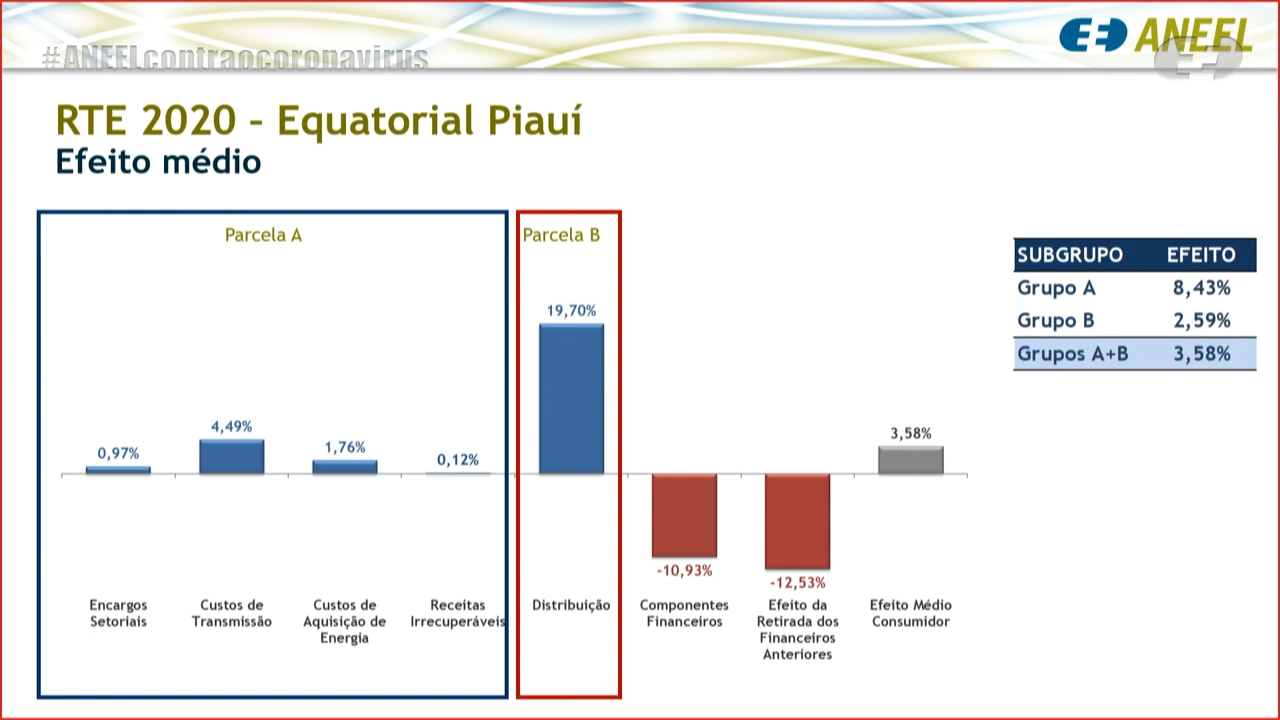 #ANEELcontraocoronavirus
ANEEL
RTE 2020 - Equatorial Piauí
Efeito médio
Parcela A
Parcela B
0,97%
4,49%
1,76%
0,12%
19,70%
-10,93%
-12,53%
3,58%
Encargos
Setoriais
Custos de
Transmissão
Custos de
Aquisição de
Energia
Receitas
Irrecuperáveis
Distribuição
Componentes
Financeiros
Efeito da
Retirada dos
Financeiros
Anteriores
Efeito Médio
Consumidor
SUBGRUPO EFEITO
Grupo A 8,43%
Grupo B 2,59%
Grupos A+B 3,58%